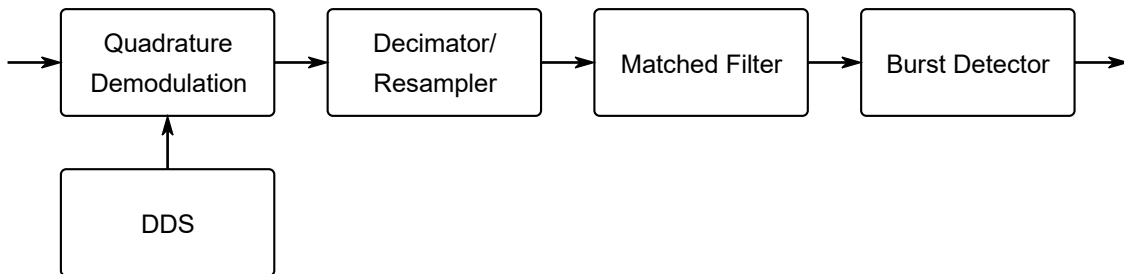 Quadrature
Demodulation
Decimator/
Resampler
Matched Filter
Burst Detector
DDS